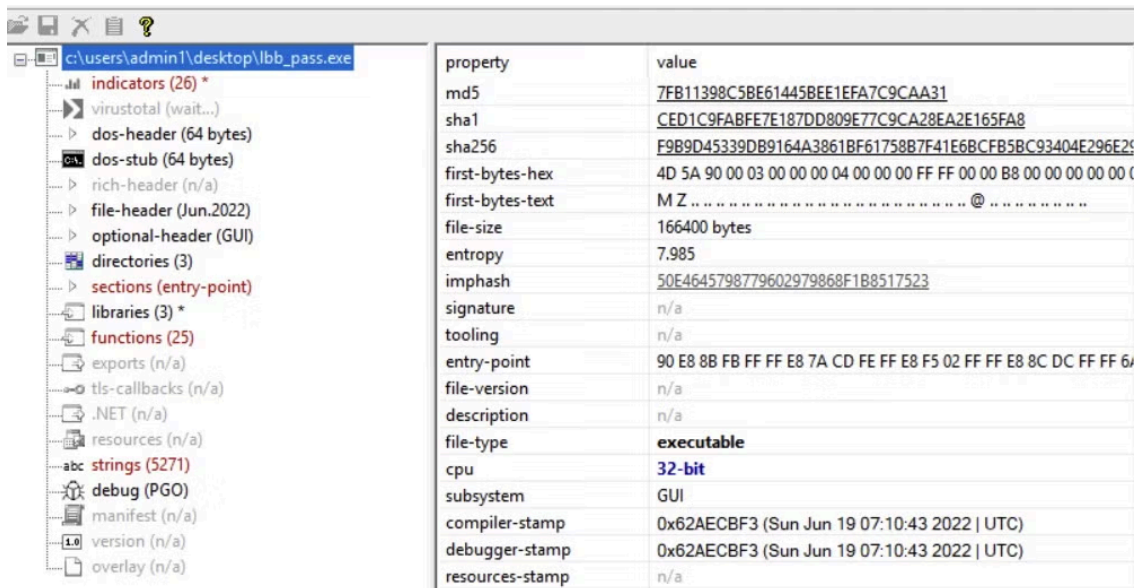 c:\users\admin1\desktop\lbb_pass.exe
indicators (26) *
virustotal (wait...)
dos-header (64 bytes)
dos-stub (64 bytes)
rich-header (n/a)
file-header (Jun.2022)
optional-header (GUI)
directories (3)
sections (entry-point)
libraries (3) *
functions (25)
exports (n/a)
tls-callbacks (n/a)
.NET (n/a)
resources (n/a)
abc strings (5271)
debug (PGO)
manifest (n/a)
1.0 version (n/a)
overlay (n/a)
property value
md5 7FB11398C5BE61445BEE1EFA7C9CAA31
sha1 CED1C9FABFE7E187DD809E77C9CA28EA2E165FA8
sha256 F9B9D45339DB9164A3861BF61758B7F41E6BCFB5BC93404E296E29
first-bytes-hex 4D 5A 90 00 03 00 00 00 04 00 00 00 FF FF 00 00 B8 00 00 00 00 00 0
first-bytes-text M Z .. .. .. .. .. .. .. .. .. .. .. .. .. .. .. .. .. .. .. .. @ .. .. .. .. .. .. ..
file-size 166400 bytes
entropy 7.985
imphash 50E4645798779602979868F1B8517523
signature n/a
tooling n/a
entry-point 90 E8 8B FB FF FF E8 7A CD FE FF E8 F5 02 FF FF E8 8C DC FF FF 6A
file-version n/a
description n/a
file-type executable
cpu 32-bit
subsystem GUI
compiler-stamp 0x62AECBF3 (Sun Jun 19 07:10:43 2022 | UTC)
debugger-stamp 0x62AECBF3 (Sun Jun 19 07:10:43 2022 | UTC)
resources-stamp n/a